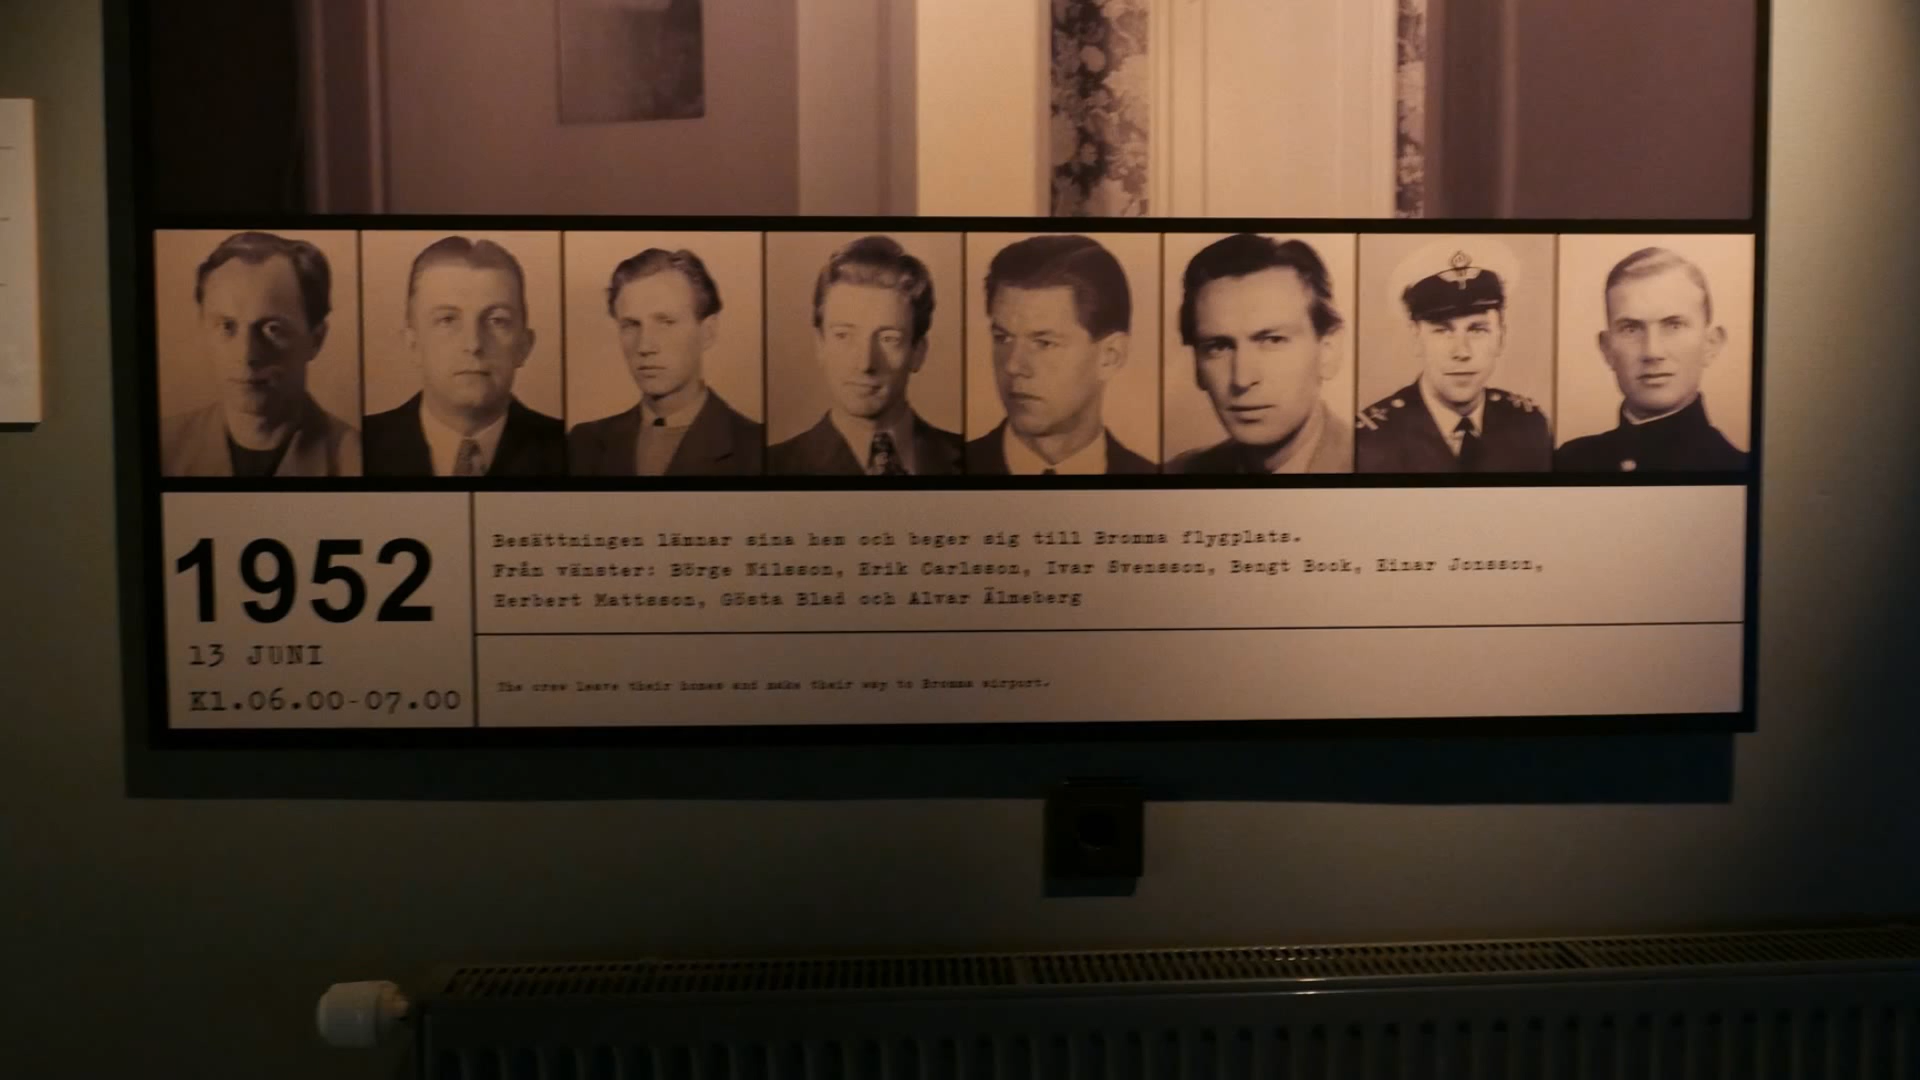 1952
13 JUNI
Kl.06.00-07.00
Besättningen lämnar sina hem och beger sig till Bromma flygplats.
Från vänster: Börge Nilsson, Erik Carlsson, Ivar Svensson, Bengt Book, Einar Jonsson,
Herbert Mattsson, Gösta Blad och Alvar Älmeberg
The crew leave their homes and make their way to Bromma airport.